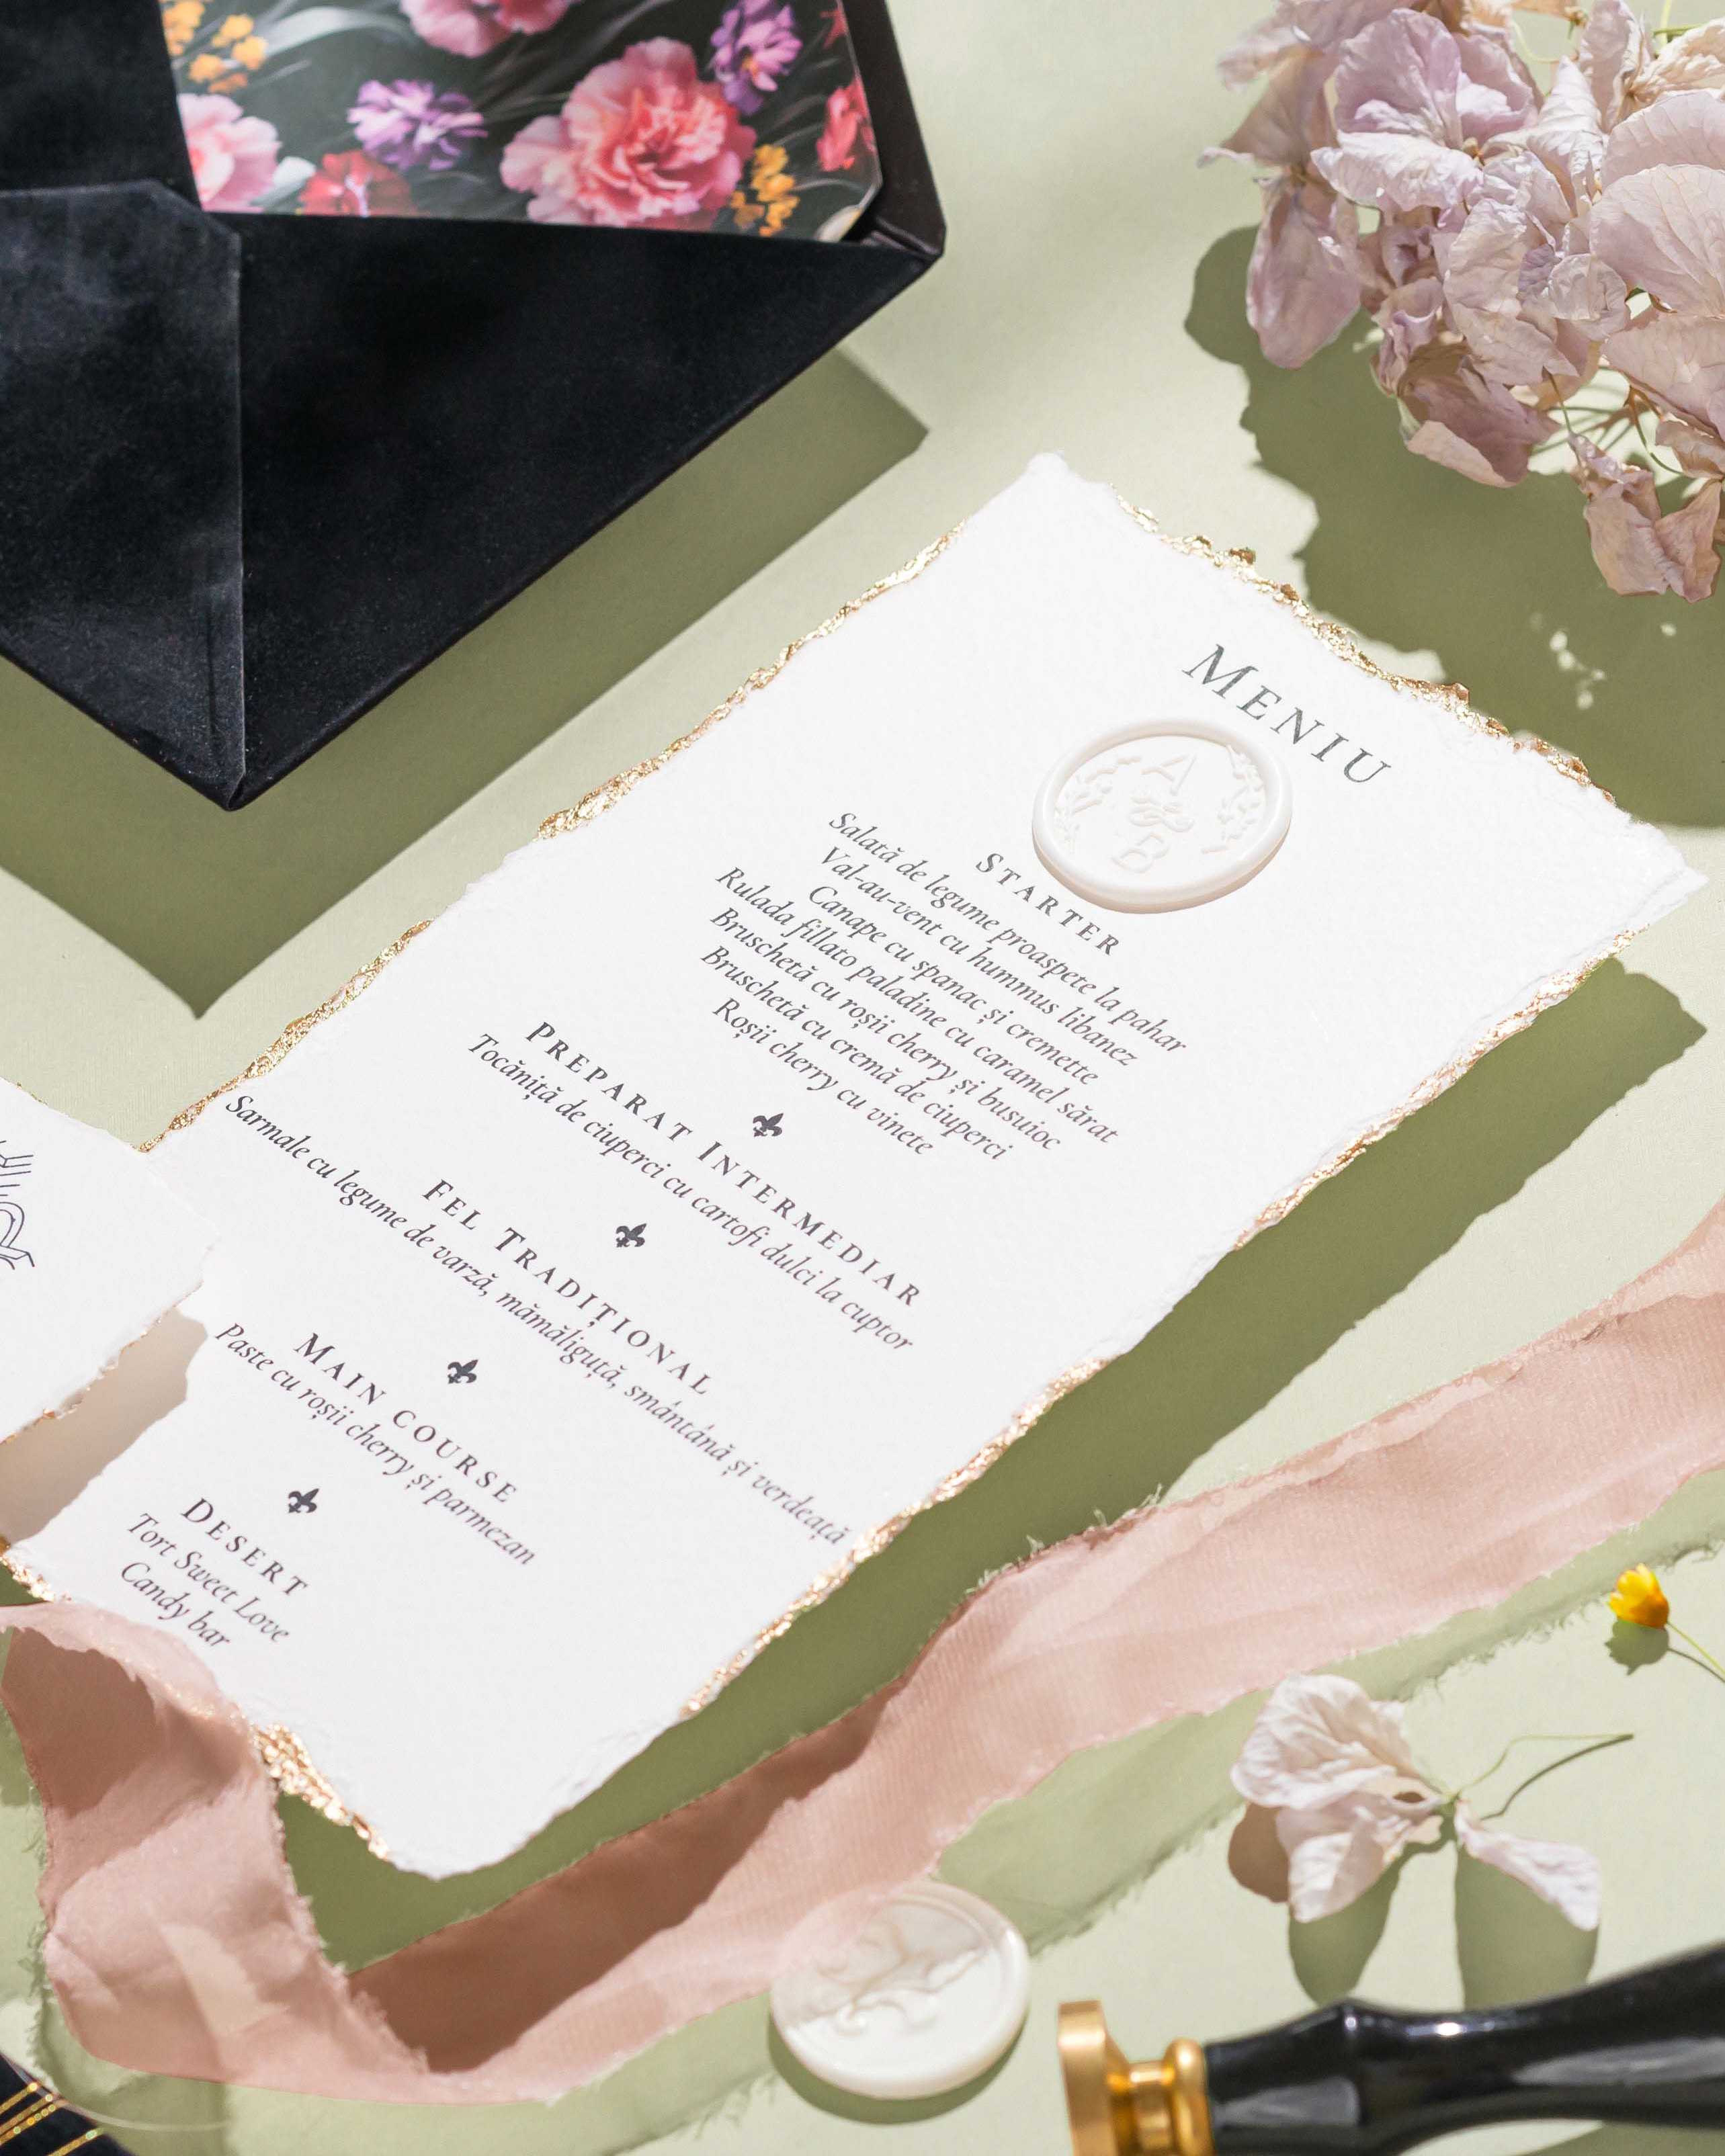 MENIU
A
B
STARTER
Salată de legume proaspete la pahar
Val-au-vent cu hummus libanez
Canape cu spanac și cremette
Rulada fillato paladine cu caramel sărat
Bruschetă cu roșii cherry și busuioc
Bruschetă cu cremă de ciuperci
Roșii cherry cu vinete
PREPARAT INTERMEDIAR
Tocăniță de ciuperci cu cartofi dulci la cuptor
FEL TRADIȚIONAL
Sarmale cu legume de varză, mămăliguță, smântână și verdeață
MAIN COURSE
Paste cu roșii cherry și parmezan
DESERT
Tort Sweet Love
Candy bar